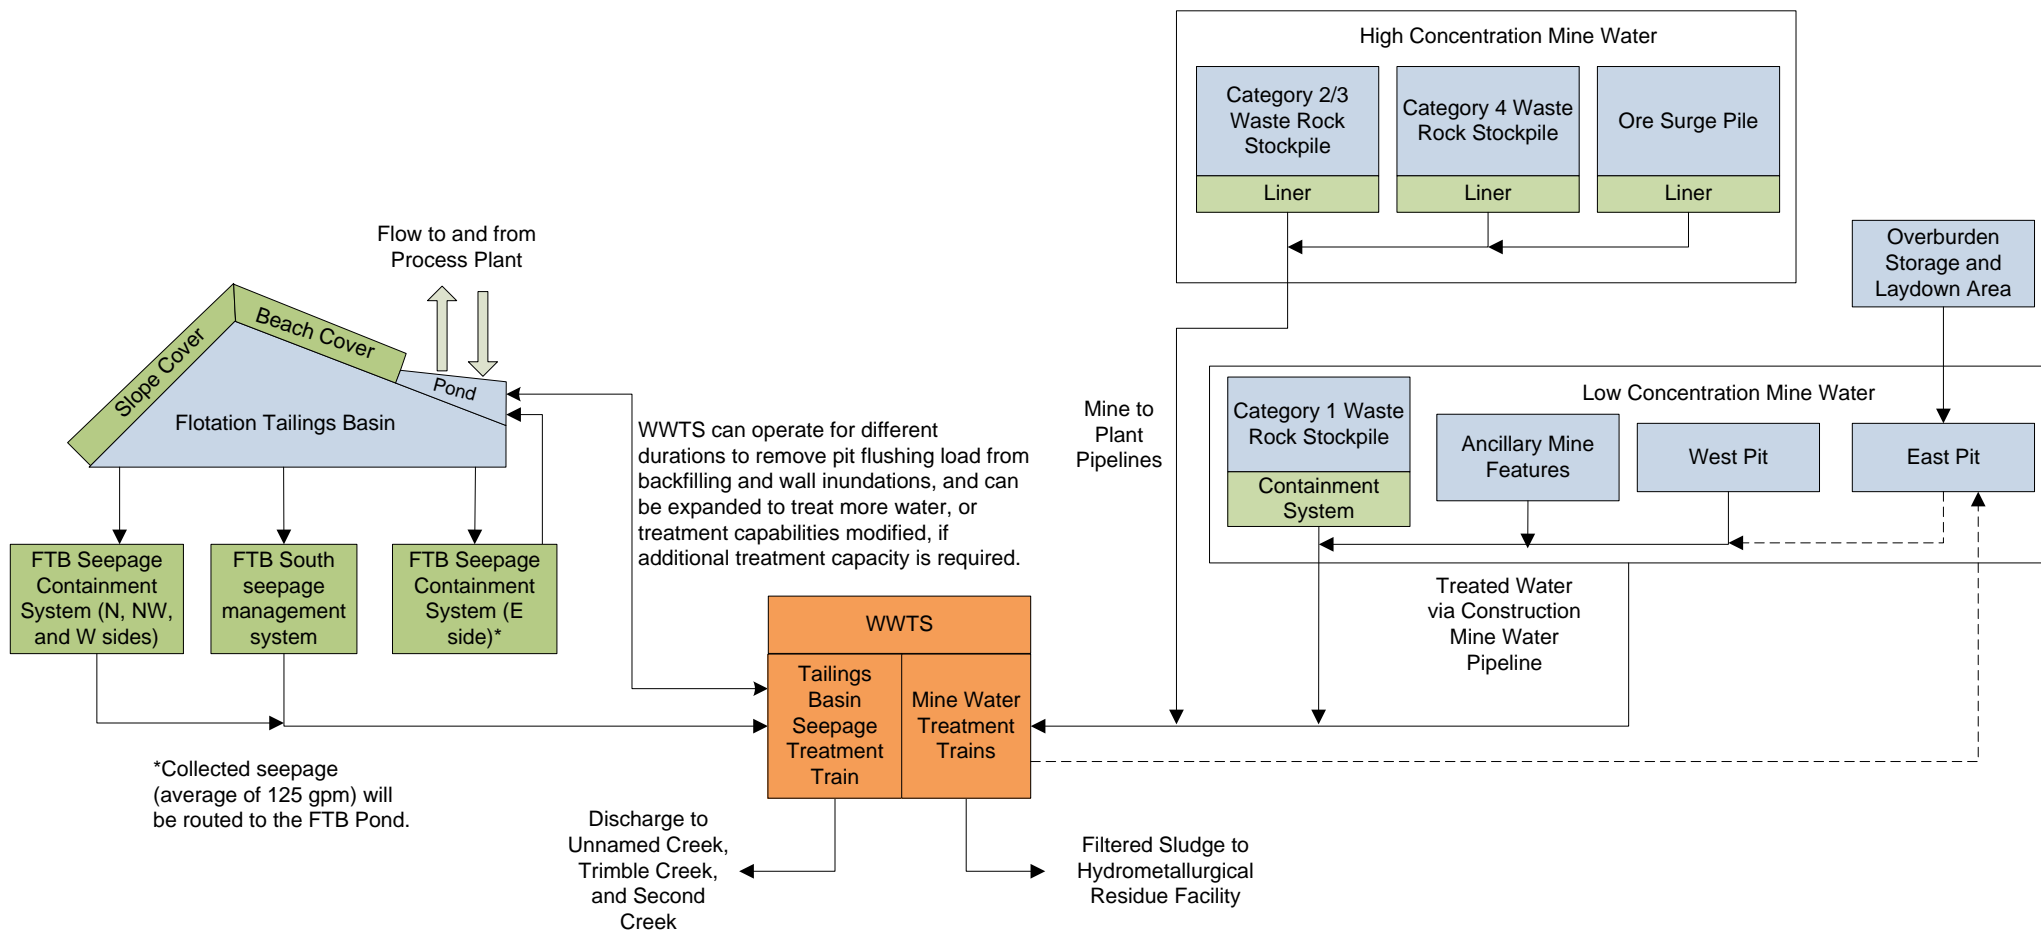 High Concentration Mine Water
Category 2/3
Waste Rock
Stockpile
Liner
Category 4 Waste
Rock Stockpile
Liner
Ore Surge Pile
Liner
Overburden
Storage and
Laydown Area
Flow to and from
Process Plant
Slope Cover
Beach Cover
Pond
Flotation Tailings Basin
WWTS can operate for different
durations to remove pit flushing load from
backfilling and wall inundations, and can
be expanded to treat more water, or
treatment capabilities modified, if
additional treatment capacity is required.
Mine to
Plant
Pipelines
Low Concentration Mine Water
Category 1 Waste
Rock Stockpile
Containment
System
Ancillary Mine
Features
West Pit
East Pit
FTB Seepage
Containment
System (N, NW,
and W sides)
FTB South
seepage
management
system
FTB Seepage
Containment
System (E
side)*
Treated Water
via Construction
Mine Water
Pipeline
WWTS
Tailings
Basin
Seepage
Treatment
Train
Mine Water
Treatment
Trains
*Collected seepage
(average of 125 gpm) will
be routed to the FTB Pond.
Discharge to
Unnamed Creek,
Trimble Creek,
and Second
Creek
Filtered Sludge to
Hydrometallurgical
Residue Facility